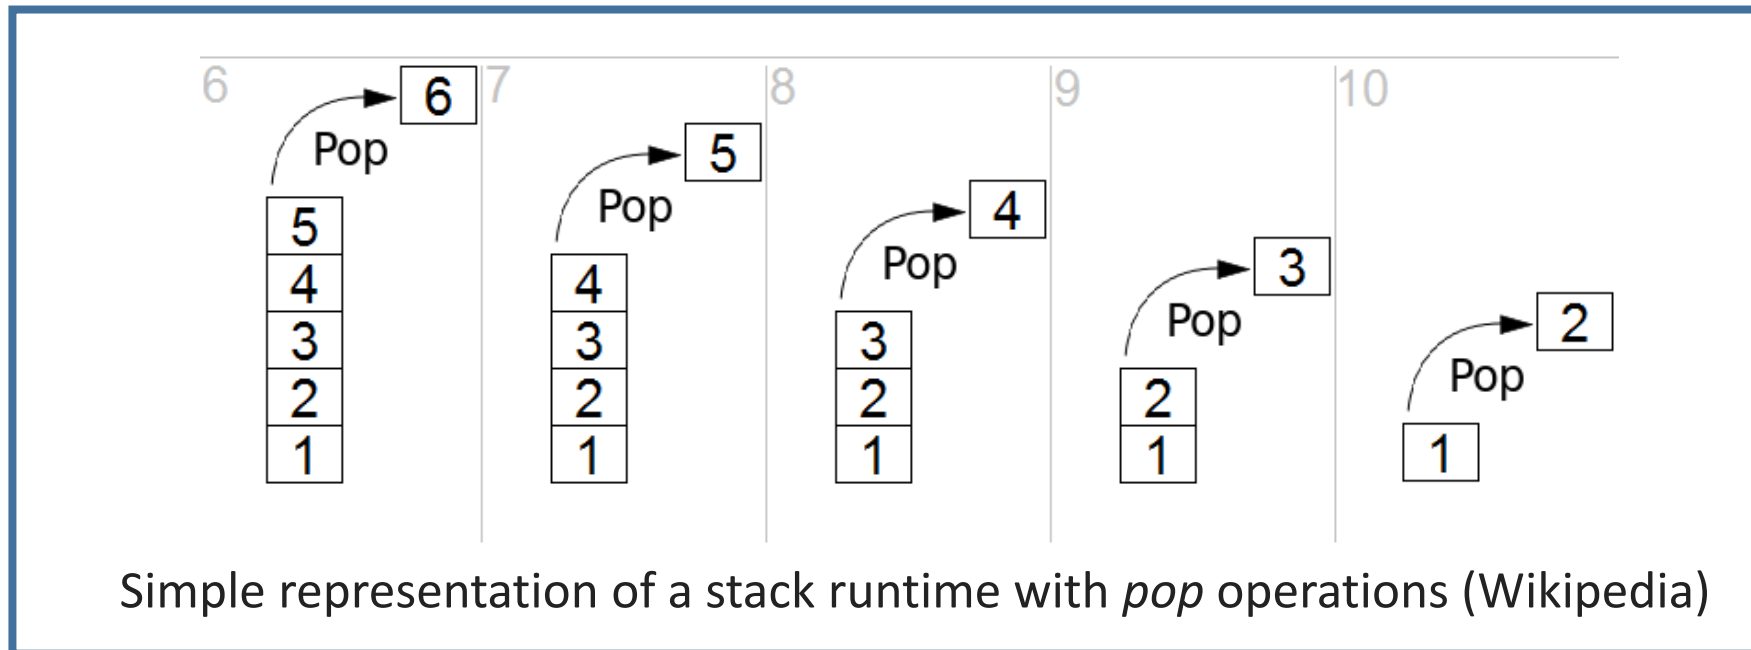 6 6 7 8 9 10
Pop 5
5 Pop 4
4 4 Pop 3
3 3 3 Pop 2
2 2 2 2 Pop
1 1 1 1 1
Simple representation of a stack runtime with pop operations (Wikipedia)